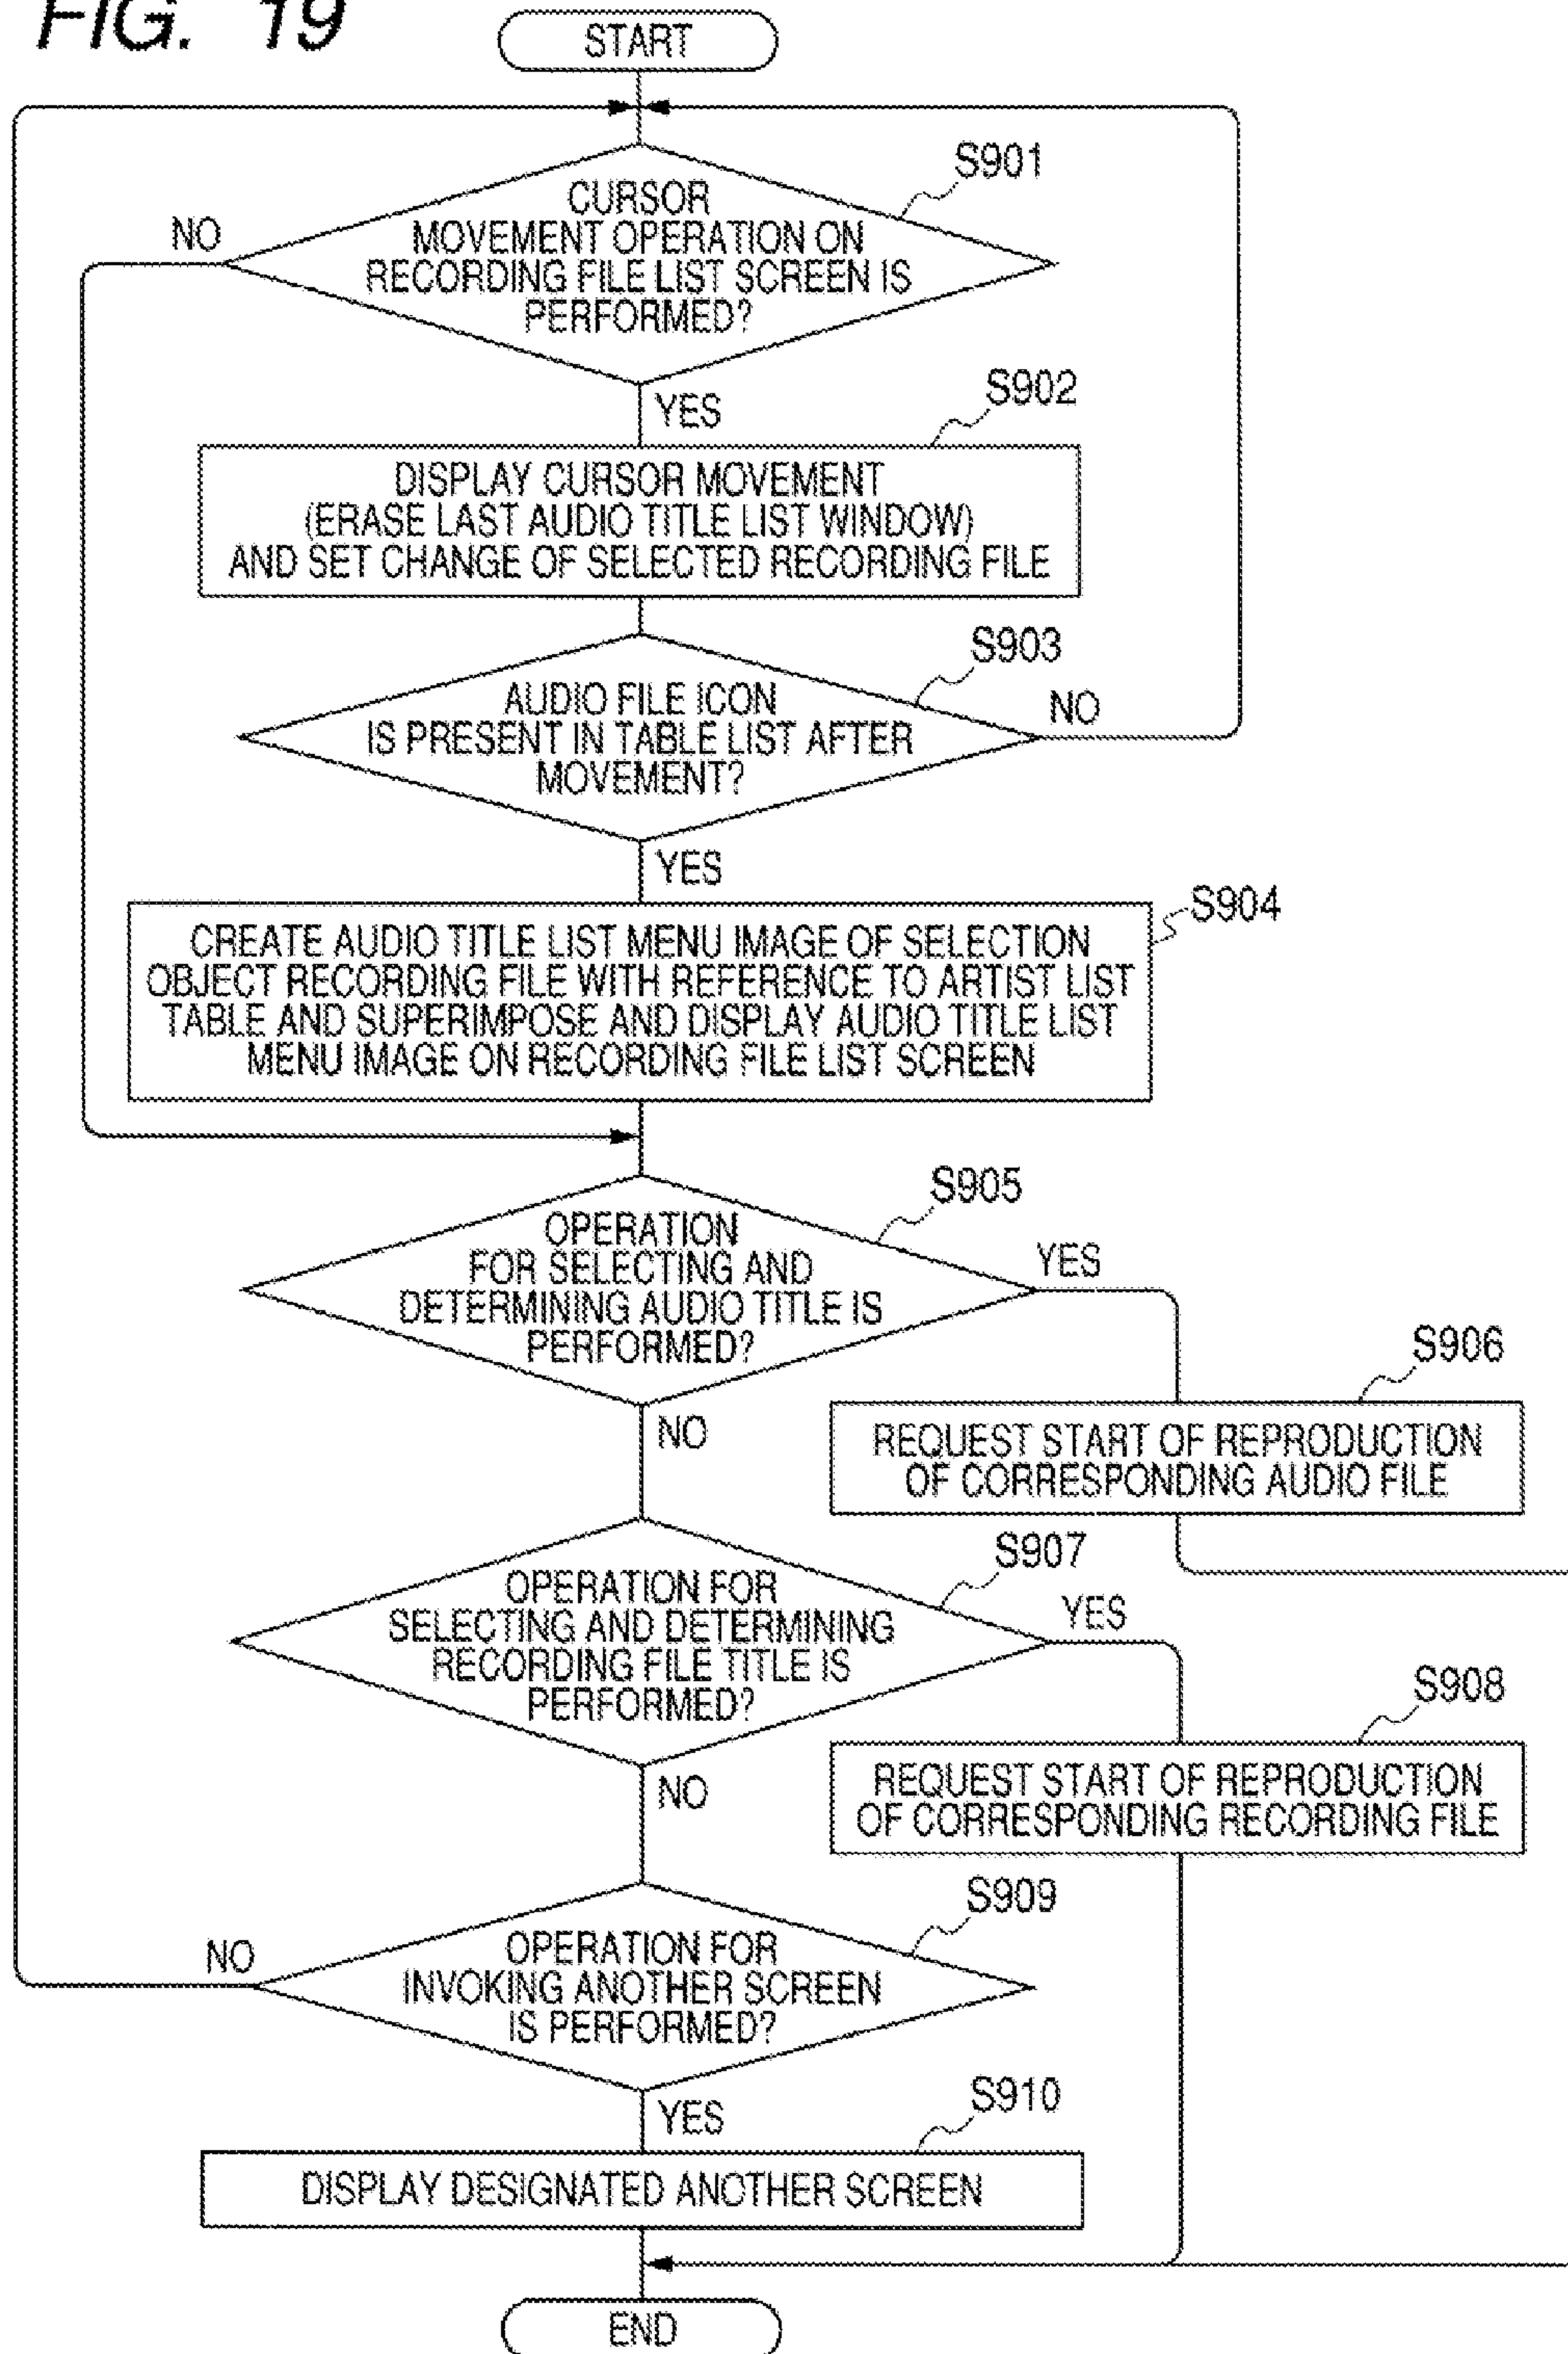 FIG. 19
START
S901
CURSOR
MOVEMENT OPERATION ON
RECORDING FILE LIST SCREEN IS
PERFORMED?
NO
YES
S902
DISPLAY CURSOR MOVEMENT
(ERASE LAST AUDIO TITLE LIST WINDOW)
AND SET CHANGE OF SELECTED RECORDING FILE
S903
AUDIO FILE ICON
IS PRESENT IN TABLE LIST AFTER
MOVEMENT?
NO
YES
S904
CREATE AUDIO TITLE LIST MENU IMAGE OF SELECTION
OBJECT RECORDING FILE WITH REFERENCE TO ARTIST LIST
TABLE AND SUPERIMPOSE AND DISPLAY AUDIO TITLE LIST
MENU IMAGE ON RECORDING FILE LIST SCREEN
S905
OPERATION
FOR SELECTING AND
DETERMINING AUDIO TITLE IS
PERFORMED?
YES
NO
S906
REQUEST START OF REPRODUCTION
OF CORRESPONDING AUDIO FILE
S907
OPERATION FOR
SELECTING AND DETERMINING
RECORDING FILE TITLE IS
PERFORMED?
YES
NO
S908
REQUEST START OF REPRODUCTION
OF CORRESPONDING RECORDING FILE
S909
OPERATION FOR
INVOKING ANOTHER SCREEN
IS PERFORMED?
NO
YES
S910
DISPLAY DESIGNATED ANOTHER SCREEN
END